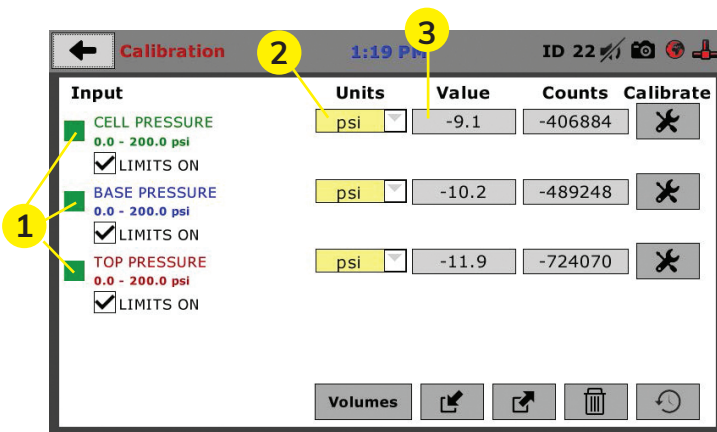 Calibration 1:19 PM ID 22
Input Units Value Counts Calibrate
CELL PRESSURE psi -9.1 -406884
0.0 - 200.0 psi
LIMITS ON
BASE PRESSURE psi -10.2 -489248
0.0 - 200.0 psi
LIMITS ON
TOP PRESSURE psi -11.9 -724070
0.0 - 200.0 psi
LIMITS ON
Volumes
1
2
3